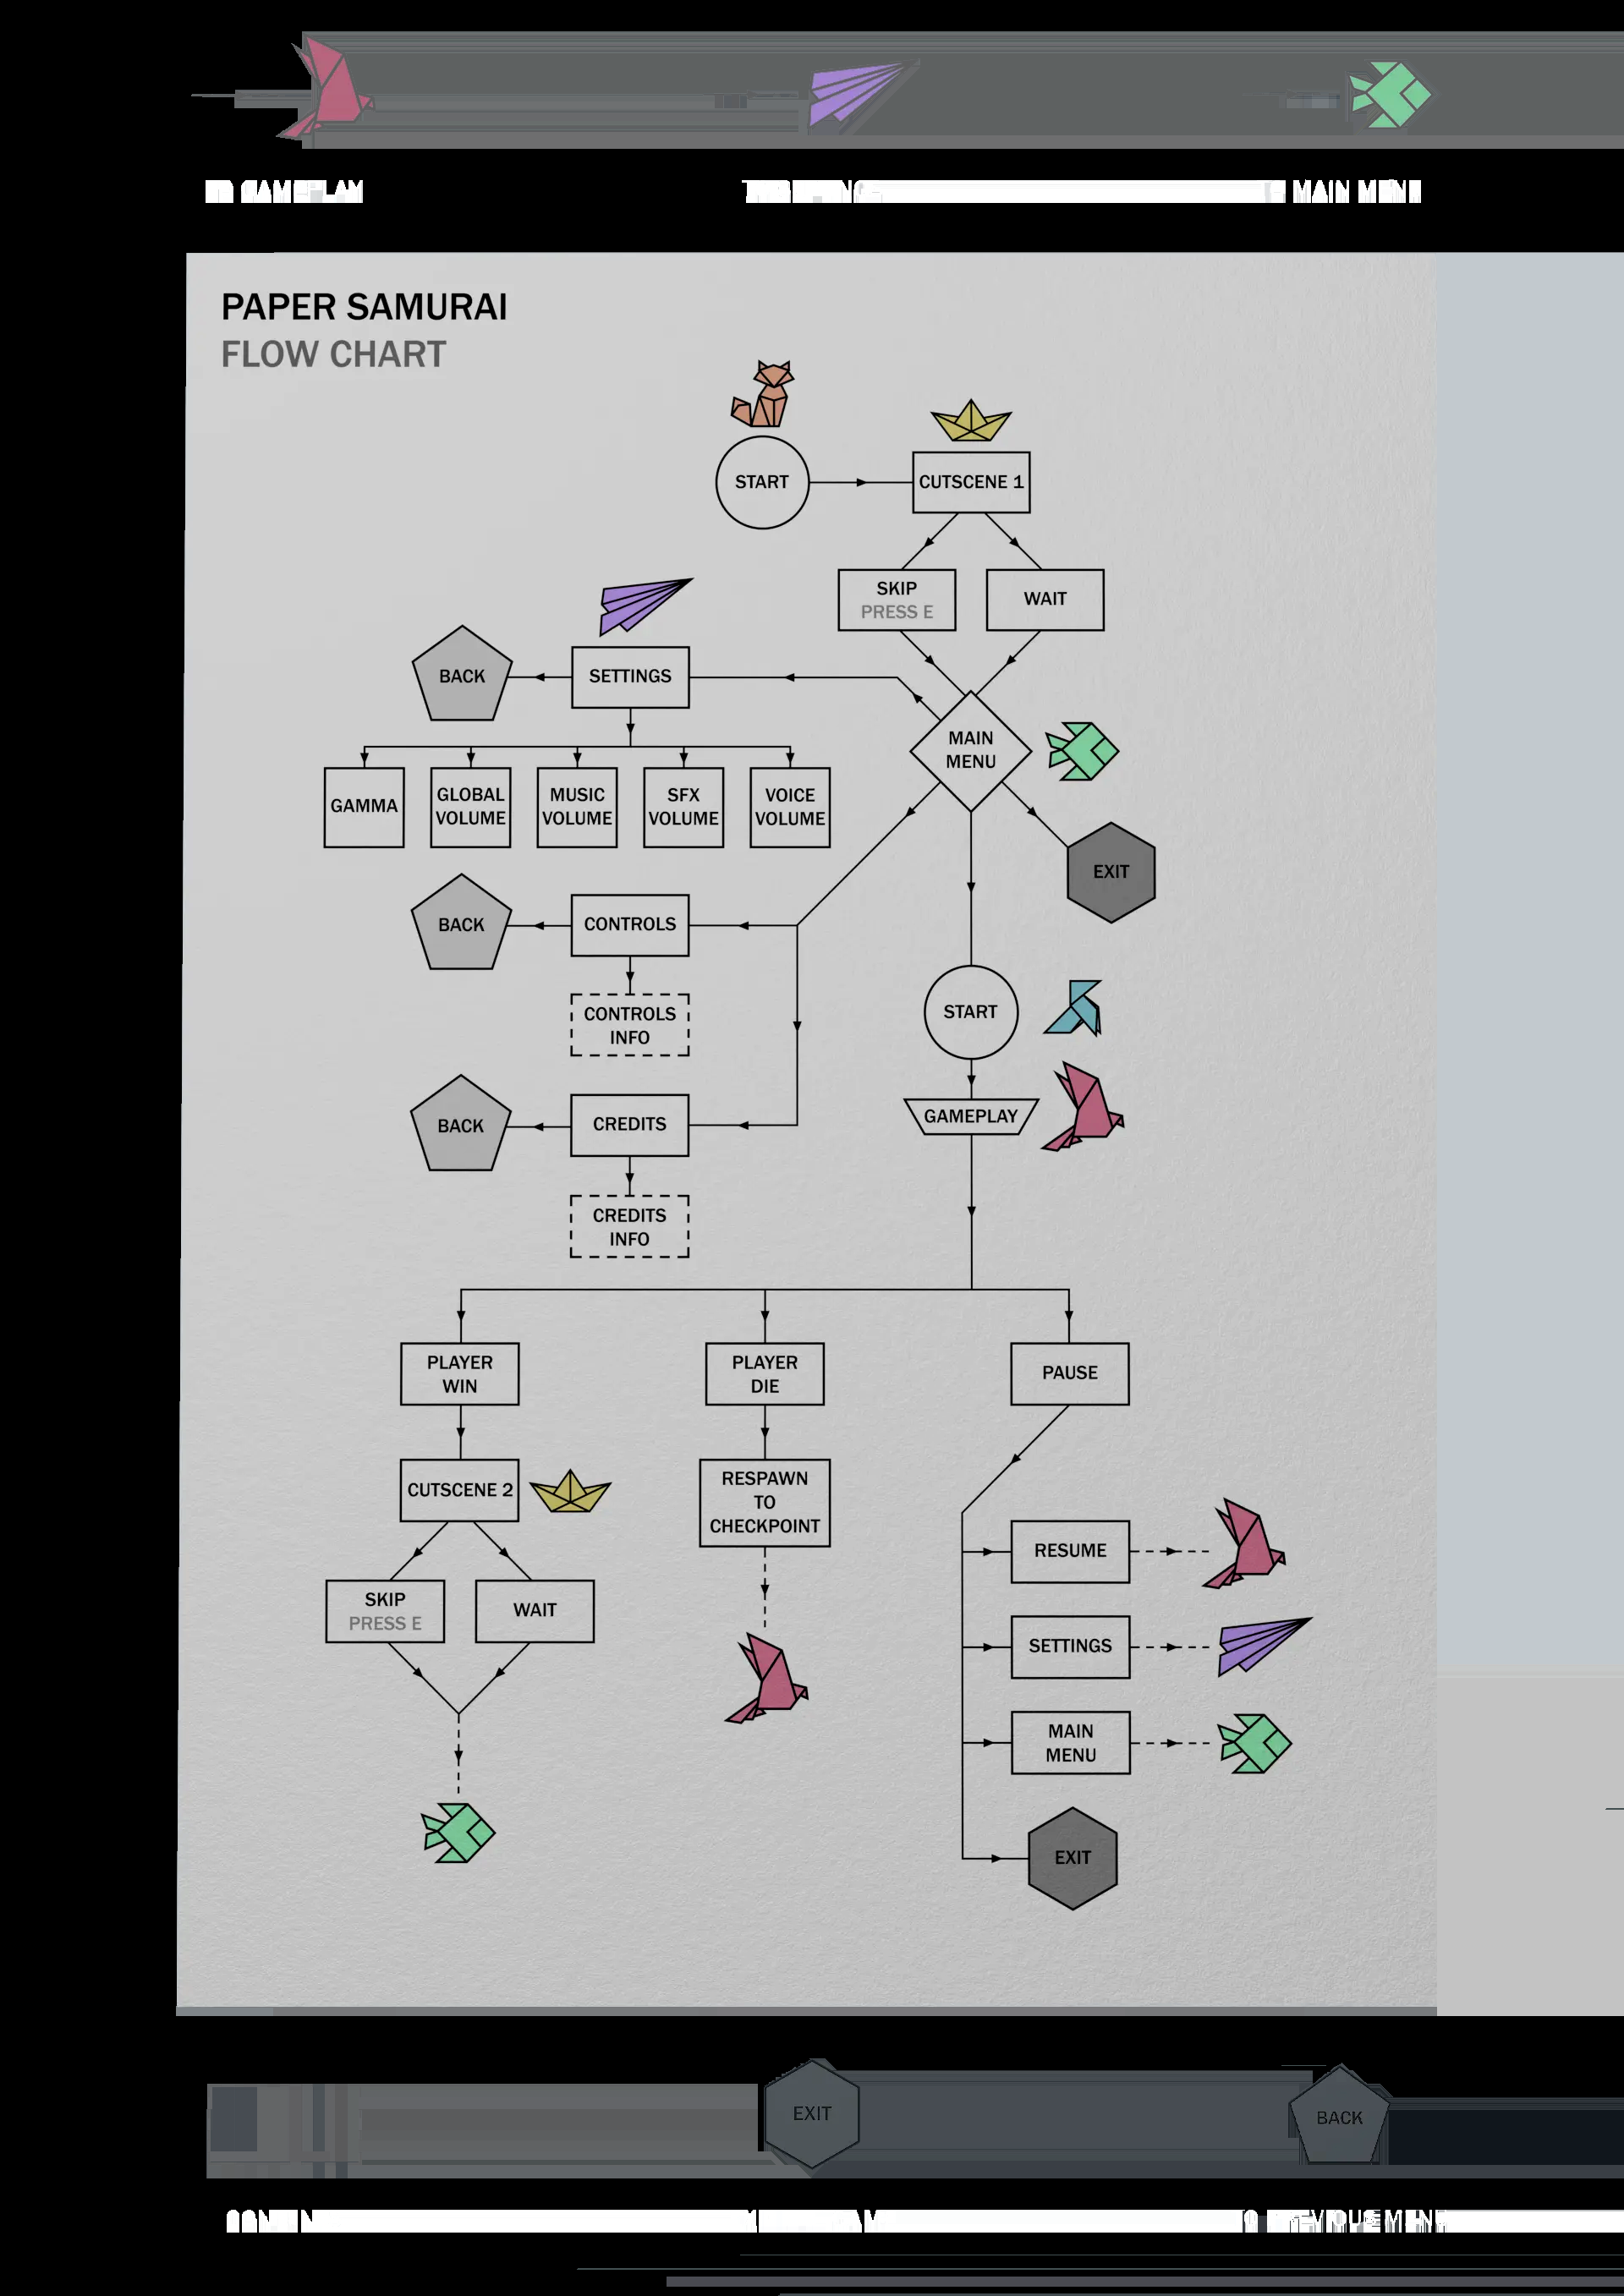 MAIN MENU
PAPER SAMURAI
FLOW CHART
START
CUTSCENE 1
SKIP
PRESS E
WAIT
BACK
SETTINGS
MAIN
MENU
GAMMA
GLOBAL
VOLUME
MUSIC
VOLUME
SFX
VOLUME
VOICE
VOLUME
EXIT
BACK
CONTROLS
CONTROLS
INFO
START
GAMEPLAY
BACK
CREDITS
CREDITS
INFO
PLAYER
WIN
PLAYER
DIE
PAUSE
CUTSCENE 2
RESPAWN
TO
CHECKPOINT
SKIP
PRESS E
WAIT
RESUME
SETTINGS
MAIN
MENU
EXIT
EXIT
BACK